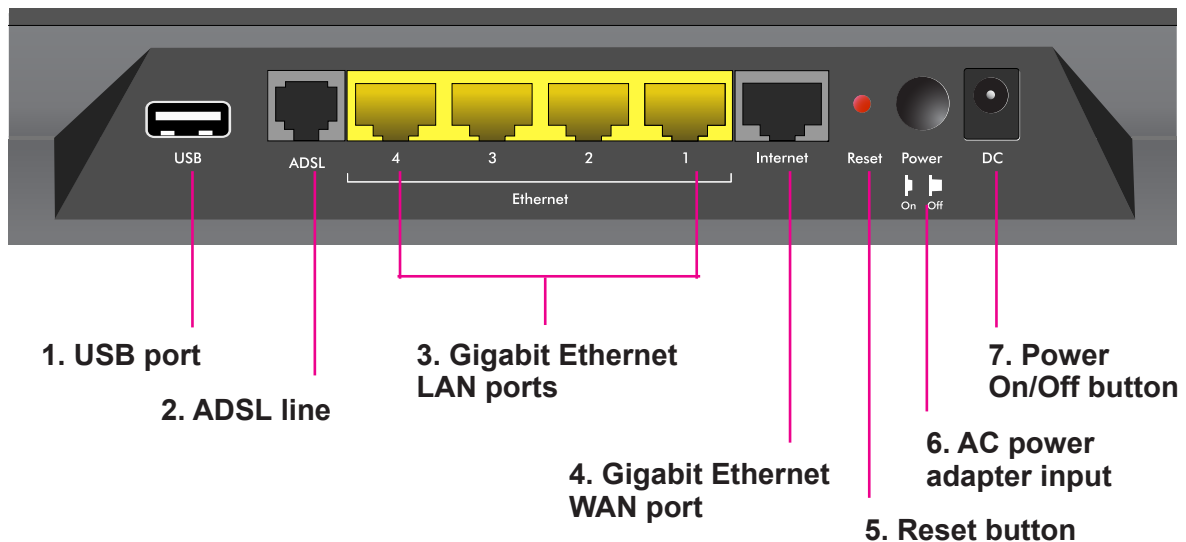 USB
ADSL
4
3
2
1
Internet
Reset
Power
DC
Ethernet
On
Off
1. USB port
2. ADSL line
3. Gigabit Ethernet
LAN ports
4. Gigabit Ethernet
WAN port
5. Reset button
6. AC power
adapter input
7. Power
On/Off button